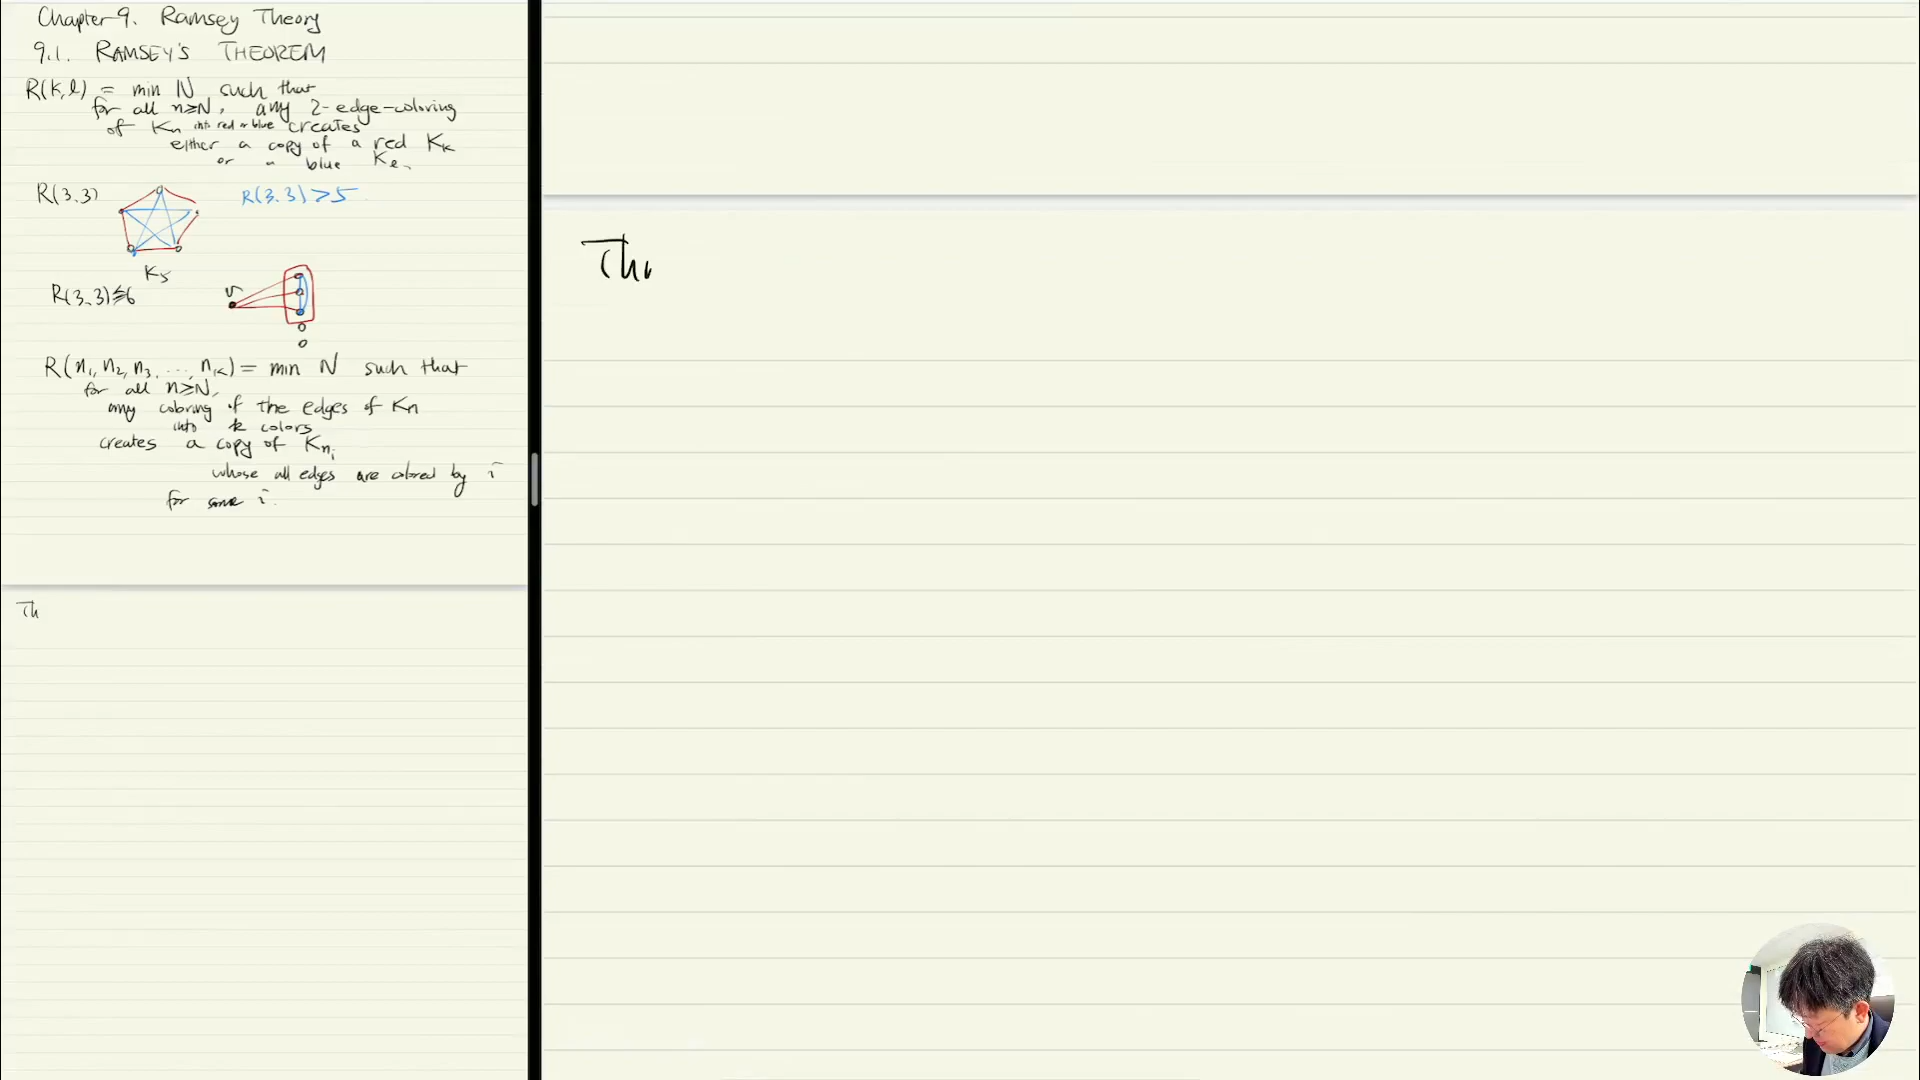 Chapter 9. Ramsey Theory
9.1. RAMSEY'S THEOREM
R(k,l) = min N such that
for all n≥N, any 2-edge-coloring
of Kn into red or blue creates
either a copy of a red Kk
or a blue Kl.
R(3,3)
R(3,3)>5
K5
R(3,3)≤6
v
R(n1, n2, n3, ..., nk) = min N such that
for all n≥N,
any coloring of the edges of Kn
into k colors
creates a copy of Kni
whose all edges are colored by i
for some i.
Th
Th